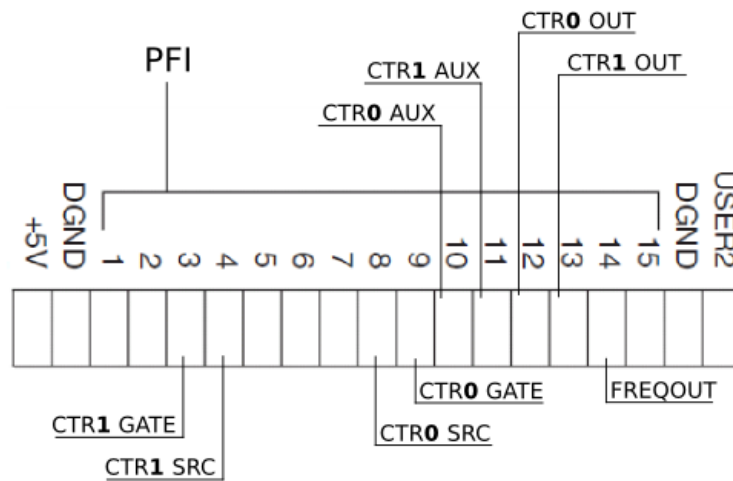 CTR0 OUT
PFI
CTR1 AUX
CTR1 OUT
CTR0 AUX
+5V DGND 1 2 3 4 5 6 7 8 9 10 11 12 13 14 15 DGND USER2
CTR0 GATE
FREQOUT
CTR1 GATE
CTR0 SRC
CTR1 SRC